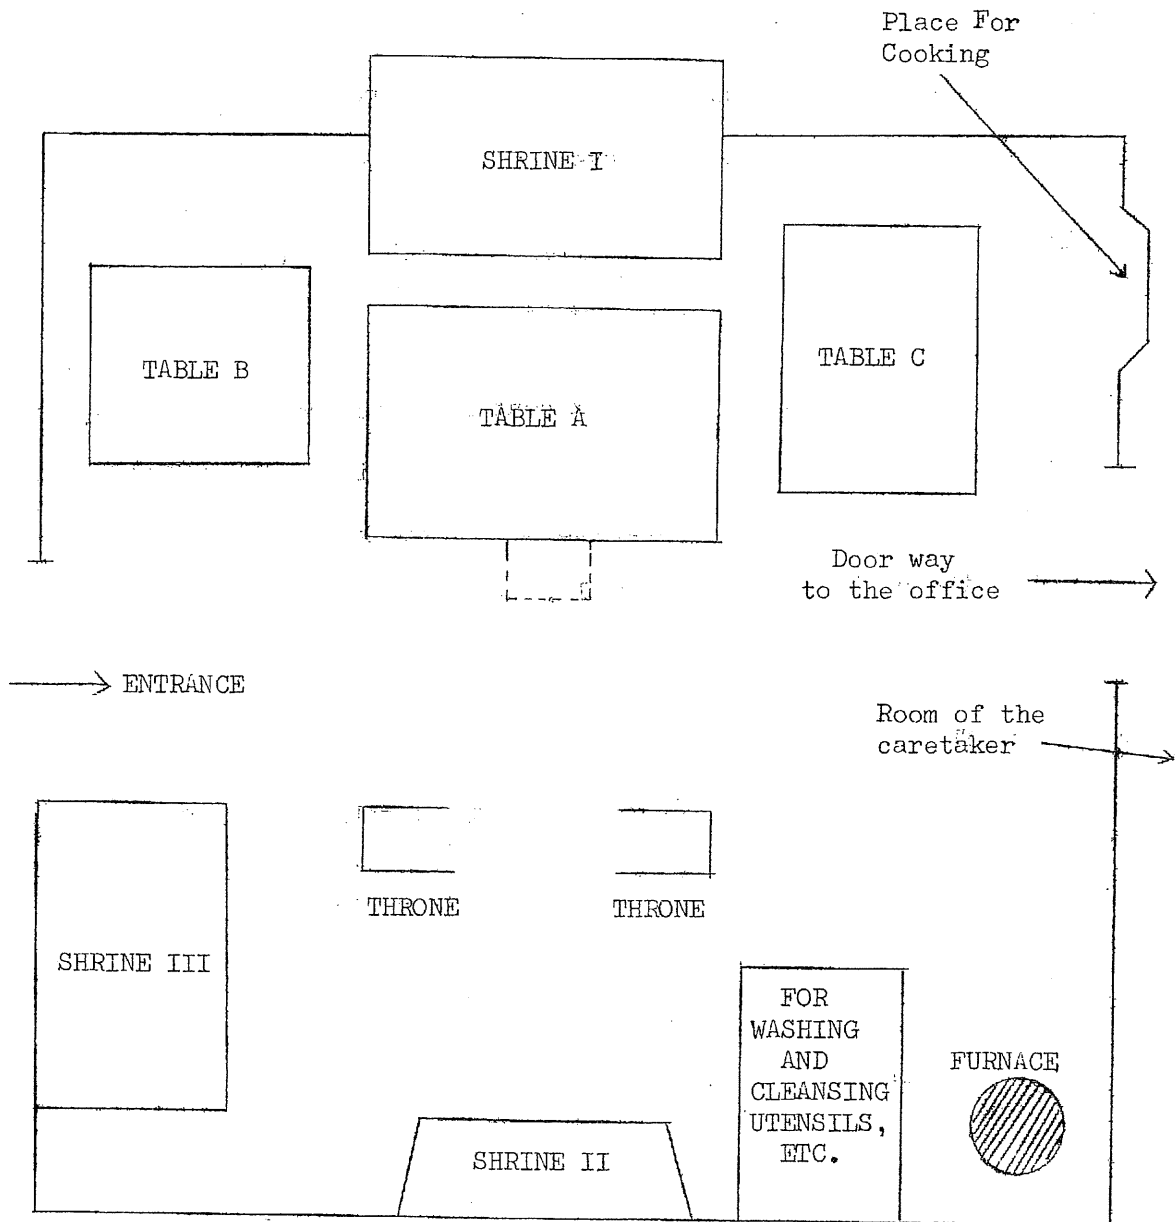 Place For
Cooking
SHRINE I
TABLE B
TABLE A
TABLE C
Door way
to the office
ENTRANCE
Room of the
caretaker
THRONE
THRONE
SHRINE III
FOR
WASHING
AND
CLEANSING
UTENSILS,
ETC.
FURNACE
SHRINE II